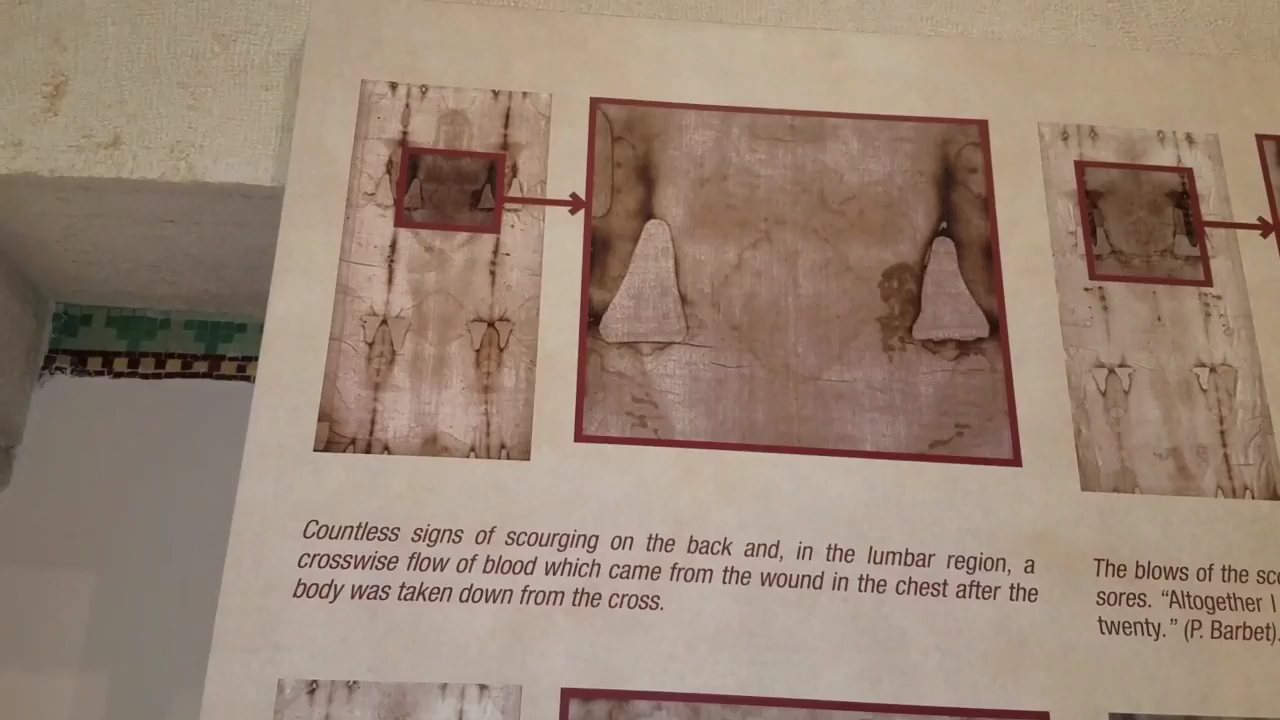 Countless signs of scourging on the back and, in the lumbar region, a
crosswise flow of blood which came from the wound in the chest after the
body was taken down from the cross.
The blows of the
sores. “Altogether I
twenty.” (P. Barbet).